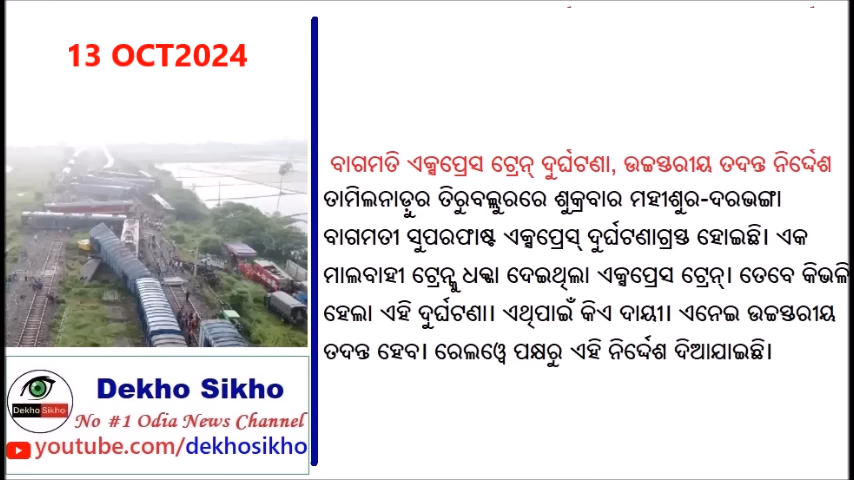 13 OCT2024
ବାଗମତି ଏକ୍ସପ୍ରେସ ଟ୍ରେନ୍ ଦୁର୍ଘଟଣା, ଉଚ୍ଚସ୍ତରୀୟ ତଦନ୍ତ ନିର୍ଦ୍ଦେଶ
ତାମିଲନାଡ଼ୁର ତିରୁବଲ୍ଲୁରରେ ଶୁକ୍ରବାର ମହୀଶୁର-ଦରଭଙ୍ଗା
ବାଗମତୀ ସୁପରଫାଷ୍ଟ ଏକ୍ସପ୍ରେସ୍ ଦୁର୍ଘଟଣାଗ୍ରସ୍ତ ହୋଇଛି। ଏକ
ମାଲବାହୀ ଟ୍ରେନ୍କୁ ଧକ୍କା ଦେଇଥିଲା ଏକ୍ସପ୍ରେସ ଟ୍ରେନ୍। ତେବେ କିଭଳି
ହେଲା ଏହି ଦୁର୍ଘଟଣା। ଏଥିପାଇଁ କିଏ ଦାୟୀ। ଏନେଇ ଉଚ୍ଚସ୍ତରୀୟ
ତଦନ୍ତ ହେବ। ରେଲୱେ ପକ୍ଷରୁ ଏହି ନିର୍ଦ୍ଦେଶ ଦିଆଯାଇଛି।
Dekho Sikho
Dekho Sikho
No #1 Odia News Channel
youtube.com/dekhosikho